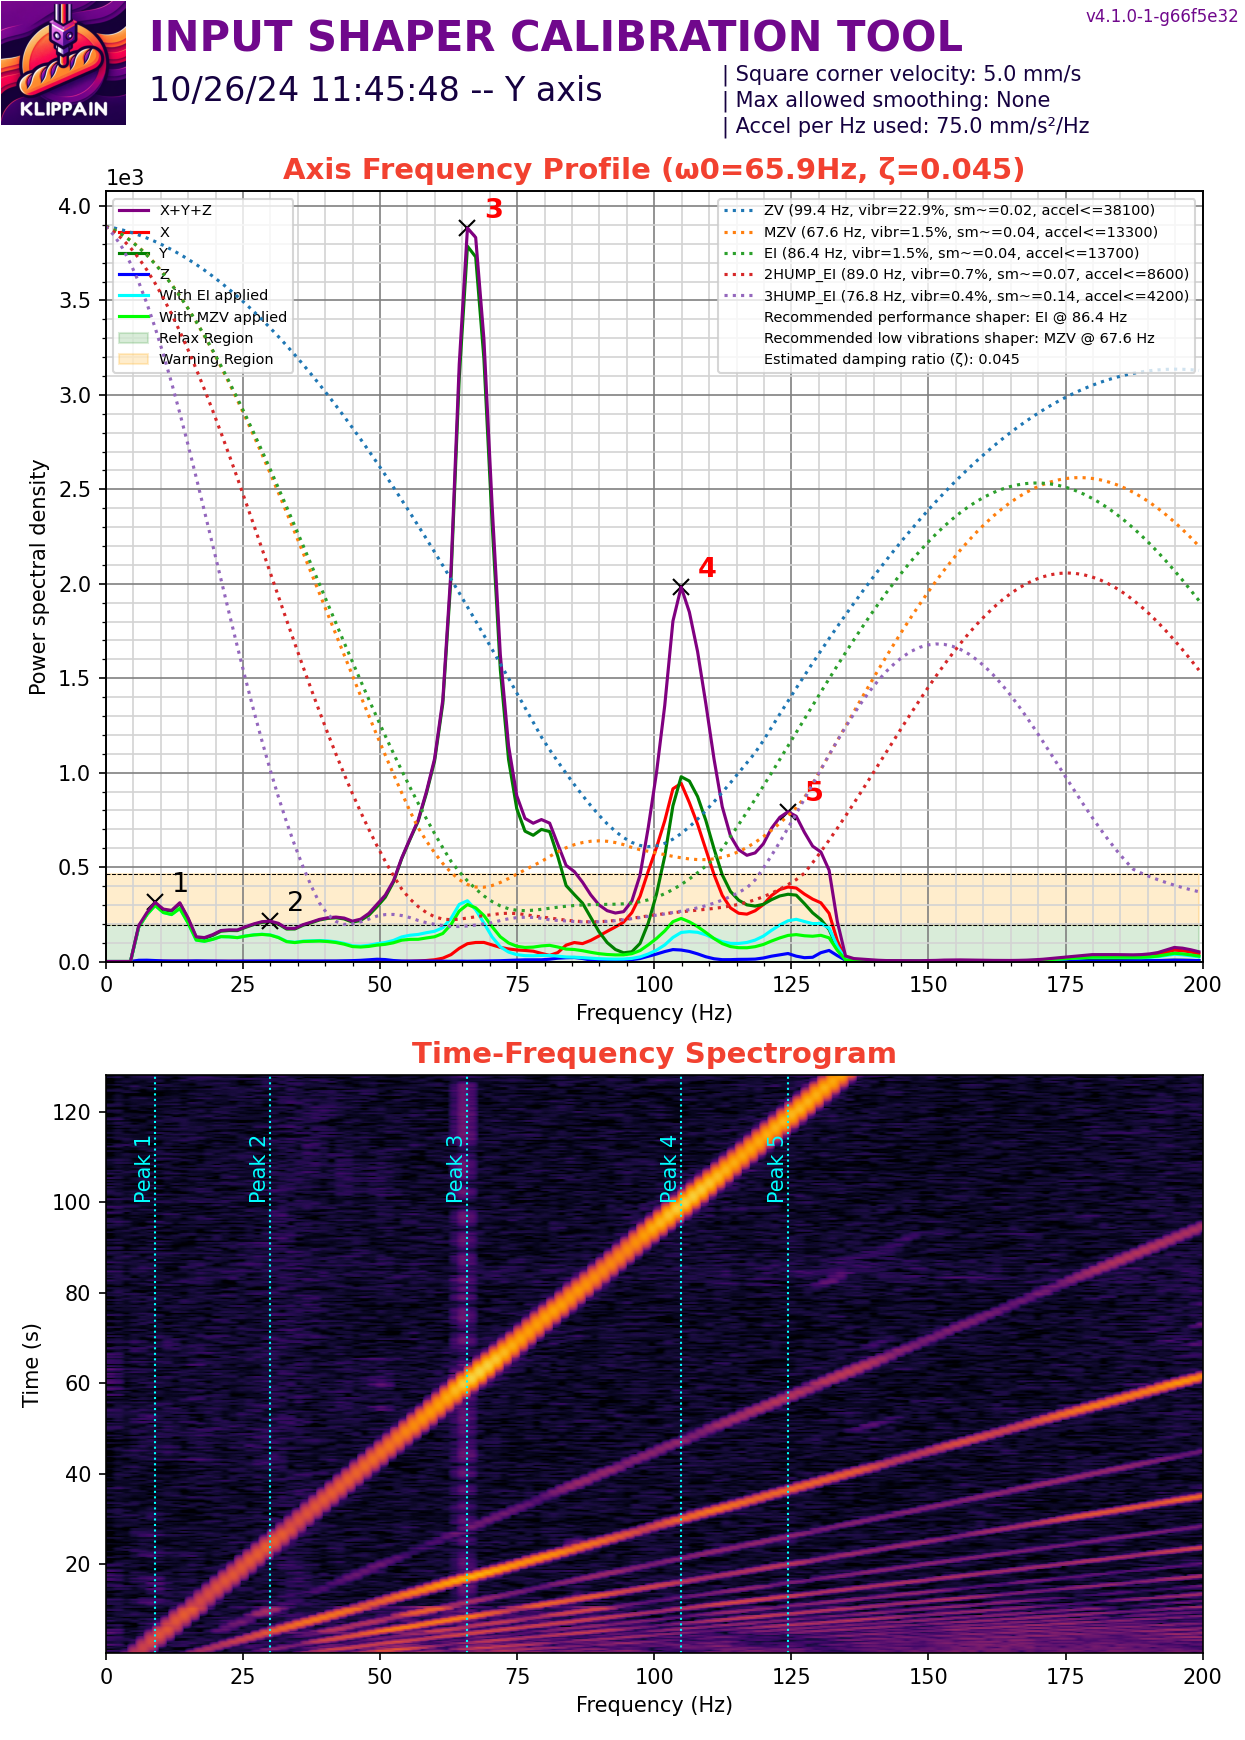 v4.1.0-1-g66f5e32
INPUT SHAPER CALIBRATION TOOL
10/26/24 11:45:48 -- Y axis
| Square corner velocity: 5.0 mm/s
| Max allowed smoothing: None
| Accel per Hz used: 75.0 mm/s²/Hz
KLIPPAIN
Axis Frequency Profile (ω0=65.9Hz, ζ=0.045)
1e3
4.0
3.5
3.0
2.5
2.0
1.5
1.0
0.5
0.0
Power spectral density
X+Y+Z
X
Y
Z
With EI applied
With MZV applied
Relax Region
Warning Region
ZV (99.4 Hz, vibr=22.9%, sm~=0.02, accel<=38100)
MZV (67.6 Hz, vibr=1.5%, sm~=0.04, accel<=13300)
EI (86.4 Hz, vibr=1.5%, sm~=0.04, accel<=13700)
2HUMP_EI (89.0 Hz, vibr=0.7%, sm~=0.07, accel<=8600)
3HUMP_EI (76.8 Hz, vibr=0.4%, sm~=0.14, accel<=4200)
Recommended performance shaper: EI @ 86.4 Hz
Recommended low vibrations shaper: MZV @ 67.6 Hz
Estimated damping ratio (ζ): 0.045
1
2
3
4
5
0 25 50 75 100 125 150 175 200
Frequency (Hz)
Time-Frequency Spectrogram
120
100
80
60
40
20
Time (s)
Peak 1
Peak 2
Peak 3
Peak 4
Peak 5
0 25 50 75 100 125 150 175 200
Frequency (Hz)